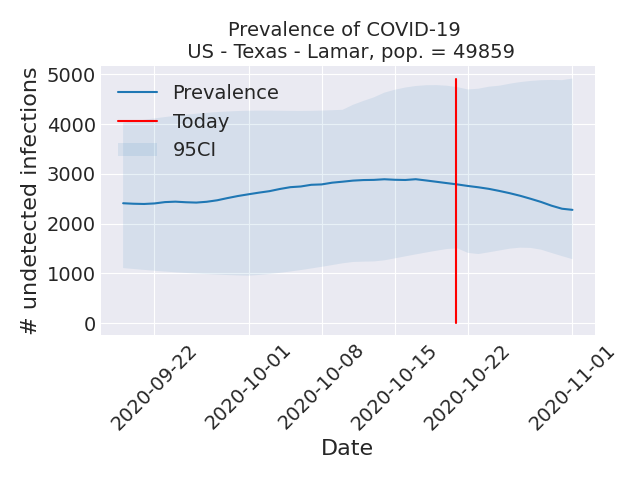 Prevalence of COVID-19
US - Texas - Lamar, pop. = 49859
# undetected infections
5000
4000
3000
2000
1000
0
Prevalence
Today
95CI
2020-09-22
2020-10-01
2020-10-08
2020-10-15
2020-10-22
2020-11-01
Date